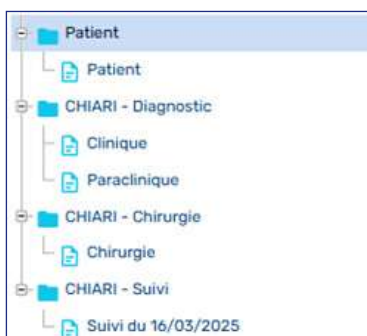 Patient
Patient
CHIARI - Diagnostic
Clinique
Paraclinique
CHIARI - Chirurgie
Chirurgie
CHIARI - Suivi
Suivi du 16/03/2025